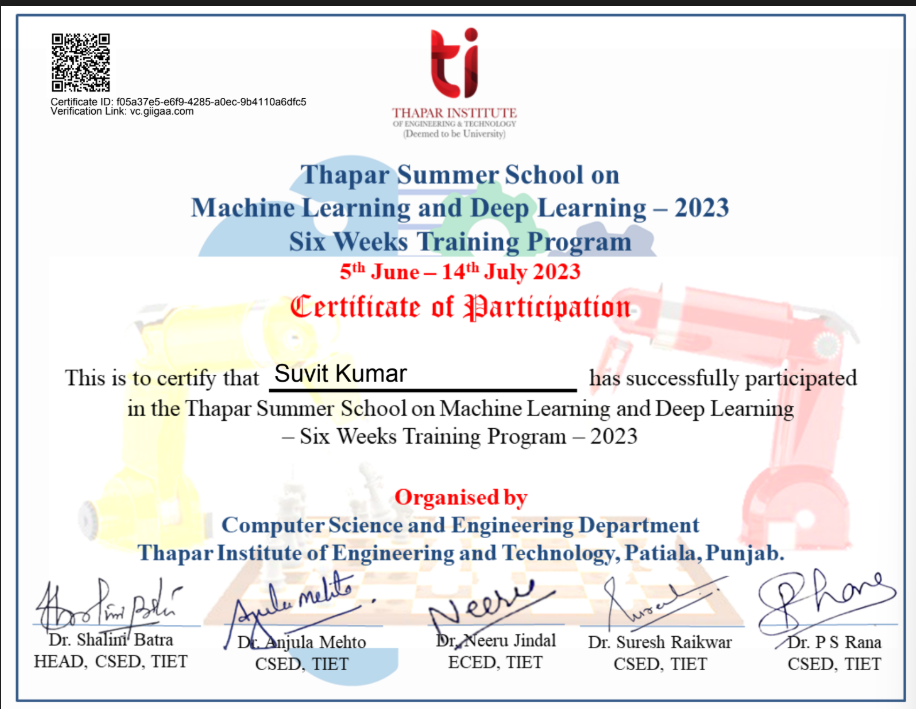 Certificate ID: f05a37e5-e6f9-4285-a0ec-9b4110a6dfc5
Verification Link: vc.giigaa.com
ti
THAPAR INSTITUTE
OF ENGINEERING & TECHNOLOGY
(Deemed to be University)
Thapar Summer School on
Machine Learning and Deep Learning – 2023
Six Weeks Training Program
5th June – 14th July 2023
Certificate of Participation
This is to certify that Suvit Kumar has successfully participated
in the Thapar Summer School on Machine Learning and Deep Learning
– Six Weeks Training Program – 2023
Organised by
Computer Science and Engineering Department
Thapar Institute of Engineering and Technology, Patiala, Punjab.
Anjula Mehto Neeru
Dr. Shalini Batra Dr. Anjula Mehto Dr. Neeru Jindal Dr. Suresh Raikwar Dr. P S Rana
HEAD, CSED, TIET CSED, TIET ECED, TIET CSED, TIET CSED, TIET